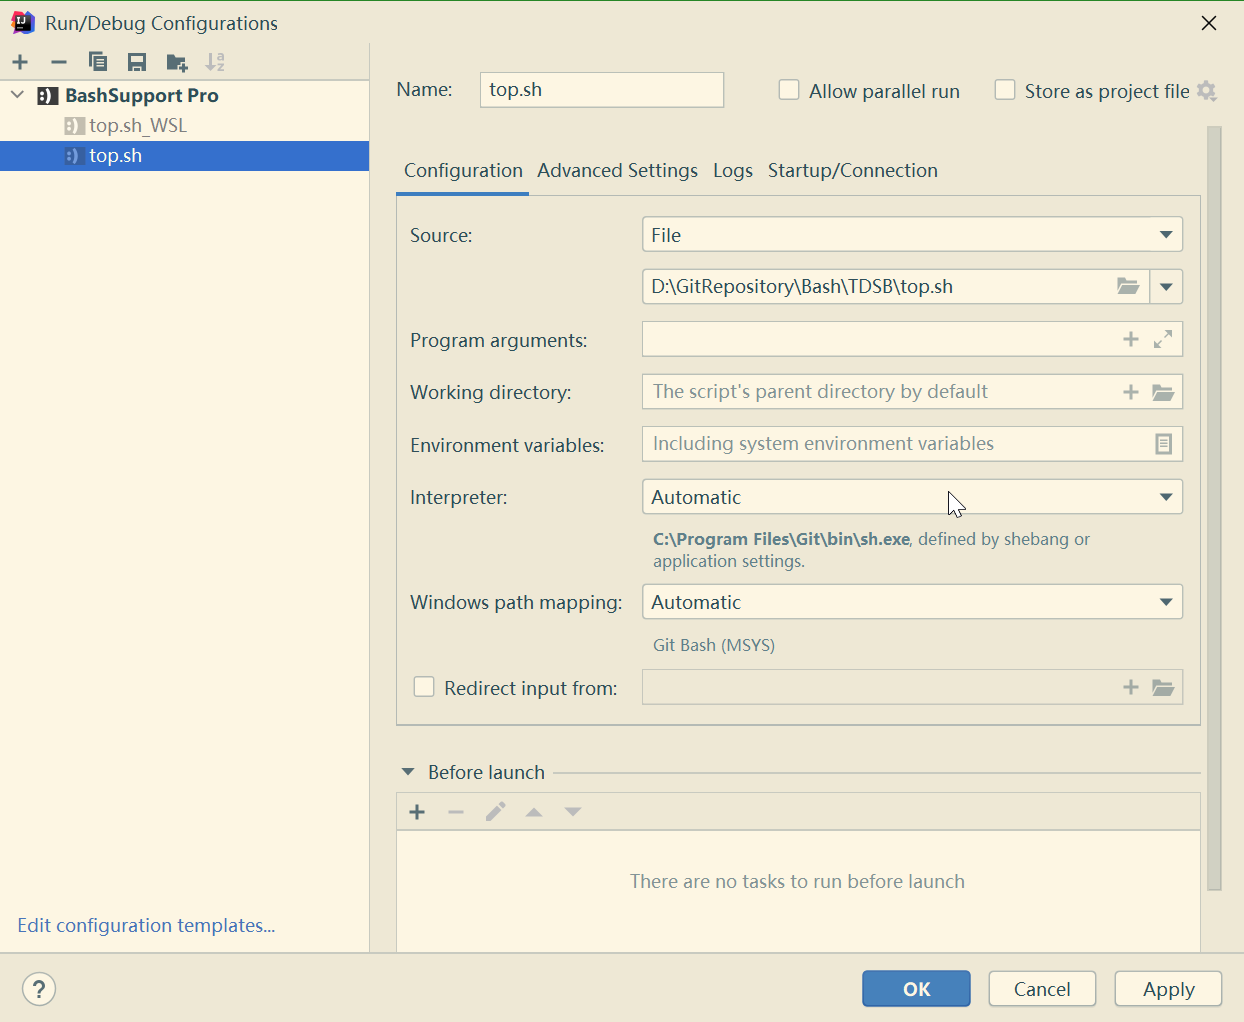 Run/Debug Configurations
BashSupport Pro
top.sh_WSL
top.sh
Edit configuration templates...
Name: top.sh Allow parallel run Store as project file
Configuration Advanced Settings Logs Startup/Connection
Source: File
D:\GitRepository\Bash\TDSB\top.sh
Program arguments:
Working directory: The script's parent directory by default
Environment variables: Including system environment variables
Interpreter: Automatic
C:\Program Files\Git\bin\sh.exe, defined by shebang or
application settings.
Windows path mapping: Automatic
Git Bash (MSYS)
Redirect input from:
Before launch
There are no tasks to run before launch
? OK Cancel Apply